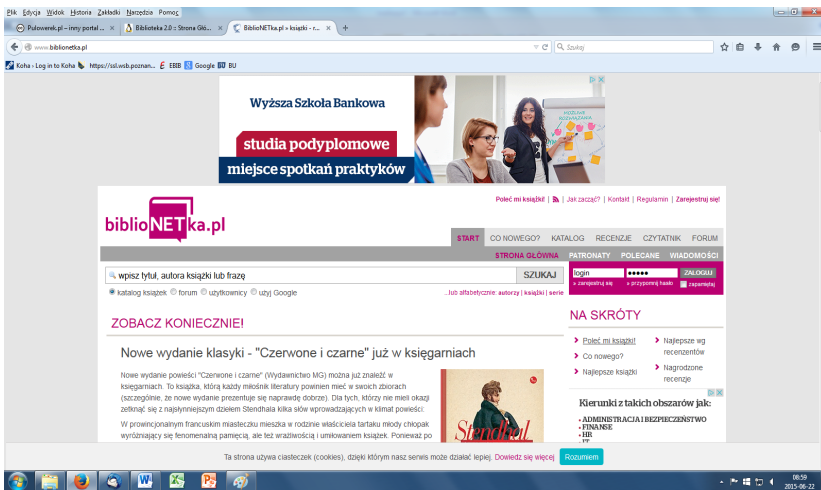 Plik Edycja Widok Historia Zakładki Narzędzia Pomoc
Pulowerek.pl – inny portal ... × Biblioteka 2.0 :: Strona Głó... × BiblioNETka.pl » książki - r... × +
www.biblionetka.pl Szukaj
Koha › Log in to Koha https://ssl.wsb.poznan... EBIB Google BU
Wyższa Szkoła Bankowa
studia podyplomowe
miejsce spotkań praktyków
MOŻLIWE ROZWIĄZANIA
biblioNETka.pl
Poleć mi książki! | Jak zacząć? | Kontakt | Regulamin | Zarejestruj się!
START CO NOWEGO? KATALOG RECENZJE CZYTATNIK FORUM
STRONA GŁÓWNA PATRONATY POLECANE WIADOMOŚCI
wpisz tytuł, autora książki lub frazę SZUKAJ
login ●●●●● ZALOGUJ
» zarejestruj się » przypomnij hasło zapamiętaj
katalog książek forum użytkownicy użyj Google
...lub alfabetycznie: autorzy | książki | serie
ZOBACZ KONIECZNIE!
Nowe wydanie klasyki - "Czerwone i czarne" już w księgarniach
Nowe wydanie powieści "Czerwone i czarne" (Wydawnictwo MG) można już znaleźć w
księgarniach. To książka, którą każdy miłośnik literatury powinien mieć w swoich zbiorach
(szczególnie, że nowe wydanie prezentuje się naprawdę dobrze). Dla tych, którzy nie mieli okazji
zetknąć się z najsłynniejszym dziełem Stendhala kilka słów wprowadzających w klimat powieści:
W prowincjonalnym francuskim miasteczku mieszka w rodzinie właściciela tartaku młody chłopak
wyróżniający się fenomenalną pamięcią, ale też wrażliwością i umiłowaniem książek. Ponieważ po
Stendhal
NA SKRÓTY
Poleć mi książki!
Co nowego?
Najlepsze książki
Najlepsze wg
recenzentów
Nagrodzone
recenzje
Kierunki z takich obszarów jak:
• ADMINISTRACJA I BEZPIECZEŃSTWO
• FINANSE
• HR
• IT
Ta strona używa ciasteczek (cookies), dzięki którym nasz serwis może działać lepiej. Dowiedz się więcej Rozumiem
08:59
2015-06-22